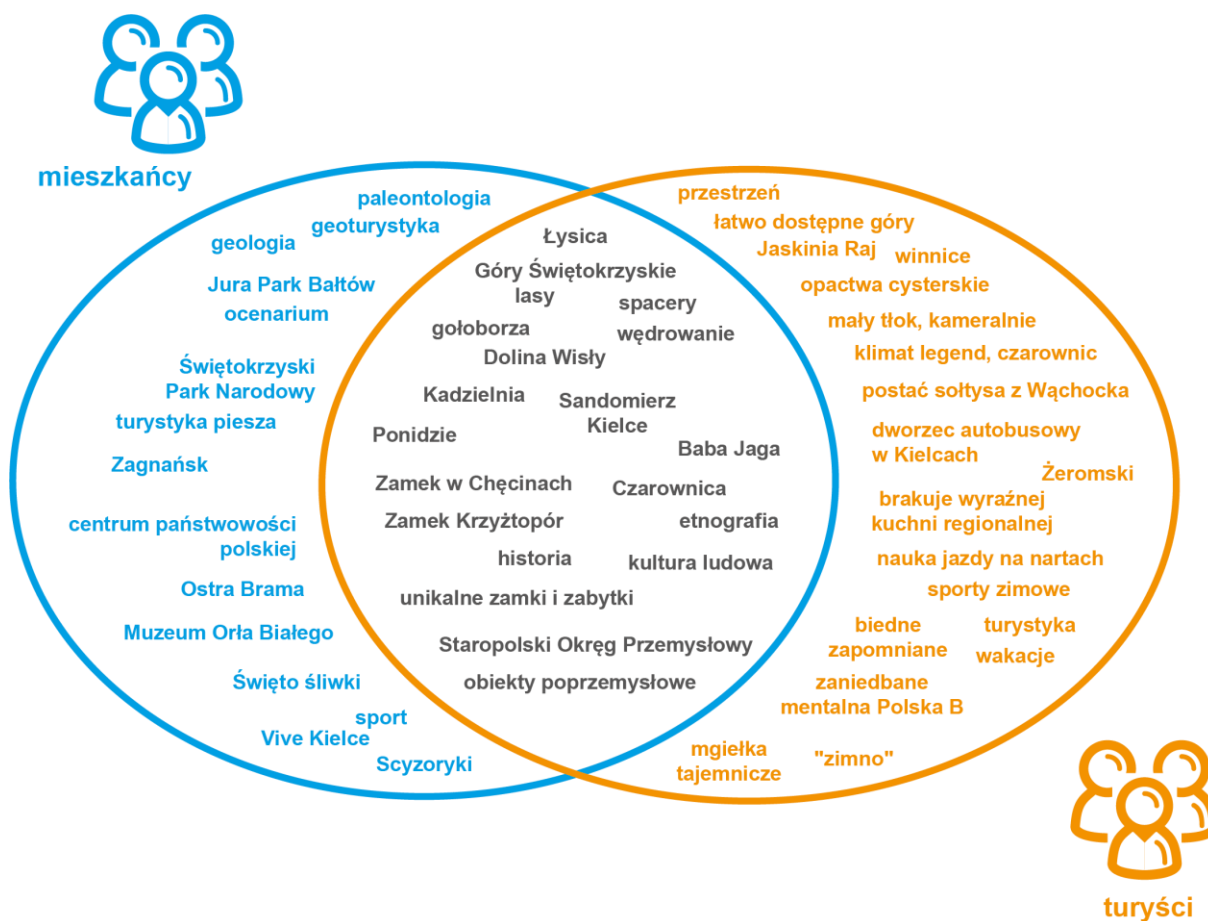 mieszkańcy
paleontologia
geoturystyka
geologia
Jura Park Bałtów
ocenarium
Świętokrzyski
Park Narodowy
turystyka piesza
Zagnańsk
centrum państwowości
polskiej
Ostra Brama
Muzeum Orła Białego
Święto śliwki
sport
Vive Kielce
Scyzoryki
Łysica
Góry Świętokrzyskie
lasy
spacery
gołoborza
wędrowanie
Dolina Wisły
Kadzielnia
Sandomierz
Kielce
Ponidzie
Baba Jaga
Zamek w Chęcinach
Czarownica
Zamek Krzyżtopór
etnografia
historia
kultura ludowa
unikalne zamki i zabytki
Staropolski Okręg Przemysłowy
obiekty poprzemysłowe
przestrzeń
łatwo dostępne góry
Jaskinia Raj
winnice
opactwa cysterskie
mały tłok, kameralnie
klimat legend, czarownic
postać sołtysa z Wąchocka
dworzec autobusowy
w Kielcach
Żeromski
brakuje wyraźnej
kuchni regionalnej
nauka jazdy na nartach
sporty zimowe
biedne
zapomniane
turystyka
wakacje
zaniedbane
mentalna Polska B
mgiełka
tajemnicze
"zimno"
turyści